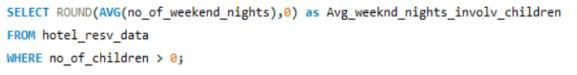 SELECT ROUND(AVG(no_of_weekend_nights),0) as Avg_weeknd_nights_involv_children
FROM hotel_resv_data
WHERE no_of_children > 0;